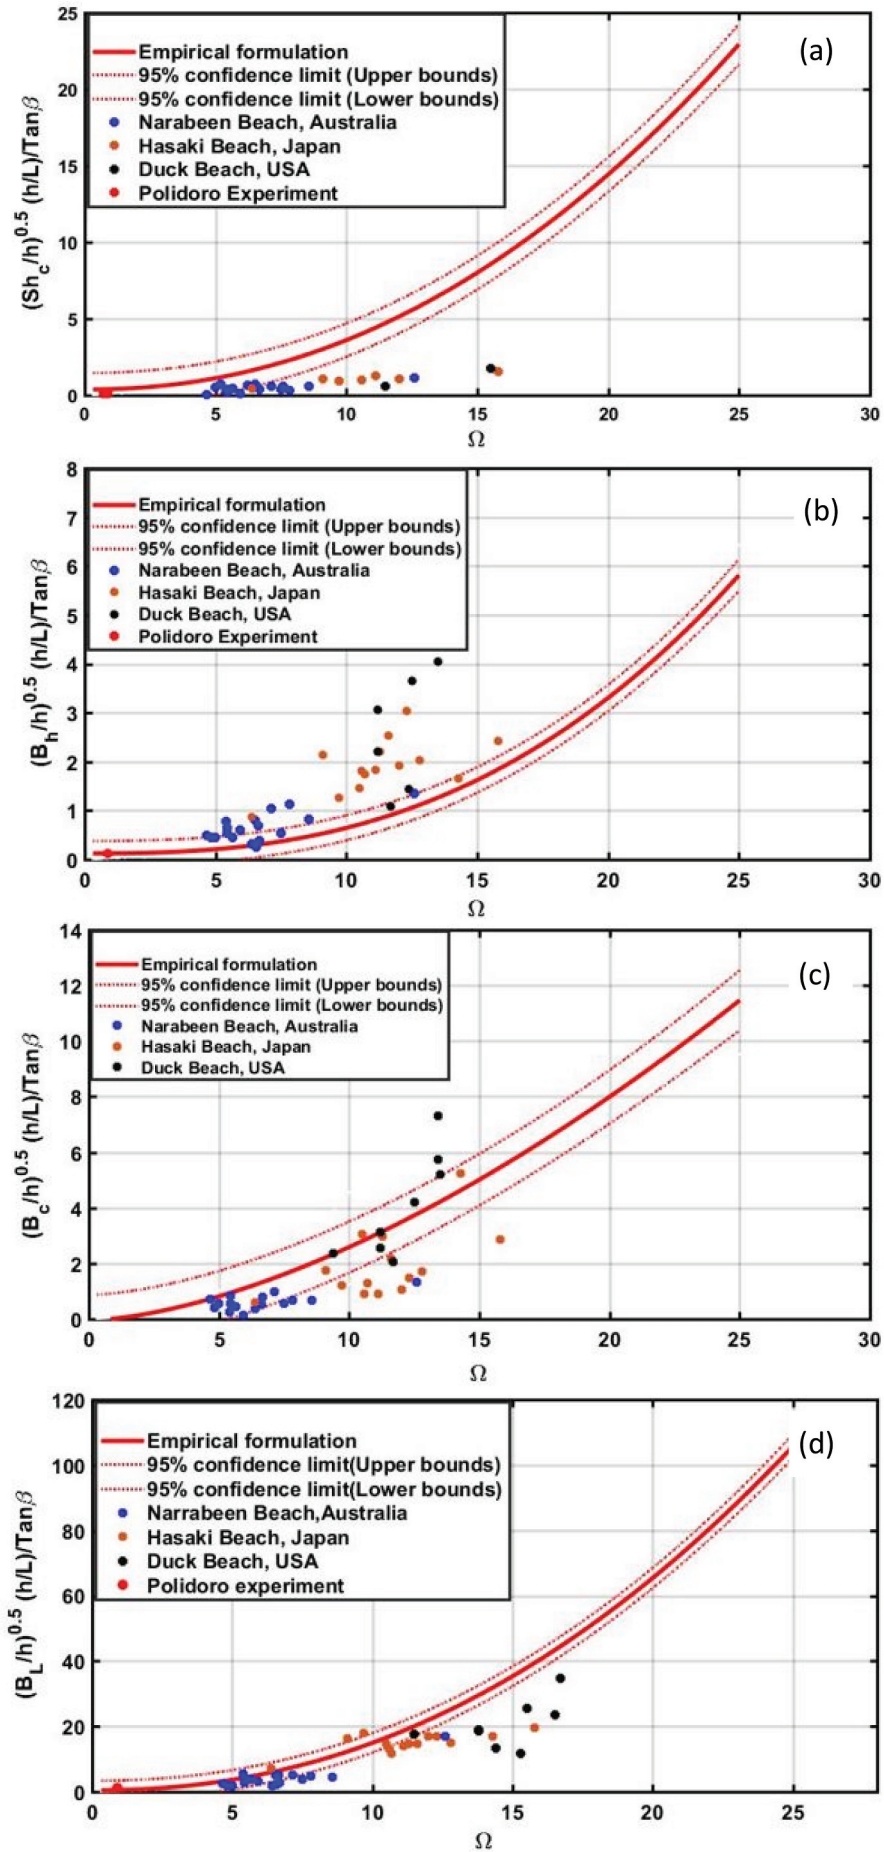 25
20
15
10
5
0
(Sh_c/h)^0.5 (h/L)/Tanβ
Empirical formulation
95% confidence limit (Upper bounds)
95% confidence limit (Lower bounds)
Narabeen Beach, Australia
Hasaki Beach, Japan
Duck Beach, USA
Polidoro Experiment
(a)
5 10 15 20 25 30
Ω
8
7
6
5
4
3
2
1
0
(B_h/h)^0.5 (h/L)/Tanβ
Empirical formulation
95% confidence limit (Upper bounds)
95% confidence limit (Lower bounds)
Narabeen Beach, Australia
Hasaki Beach, Japan
Duck Beach, USA
Polidoro Experiment
(b)
0 5 10 15 20 25 30
Ω
14
12
10
8
6
4
2
0
(B_c/h)^0.5 (h/L)/Tanβ
Empirical formulation
95% confidence limit (Upper bounds)
95% confidence limit (Lower bounds)
Narabeen Beach, Australia
Hasaki Beach, Japan
Duck Beach, USA
(c)
0 5 10 15 20 25 30
Ω
120
100
80
60
40
20
0
(B_L/h)^0.5 (h/L)/Tanβ
Empirical formulation
95% confidence limit(Upper bounds)
95% confidence limit(Lower bounds)
Narrabeen Beach,Australia
Hasaki Beach, Japan
Duck Beach, USA
Polidoro experiment
(d)
0 5 10 15 20 25
Ω